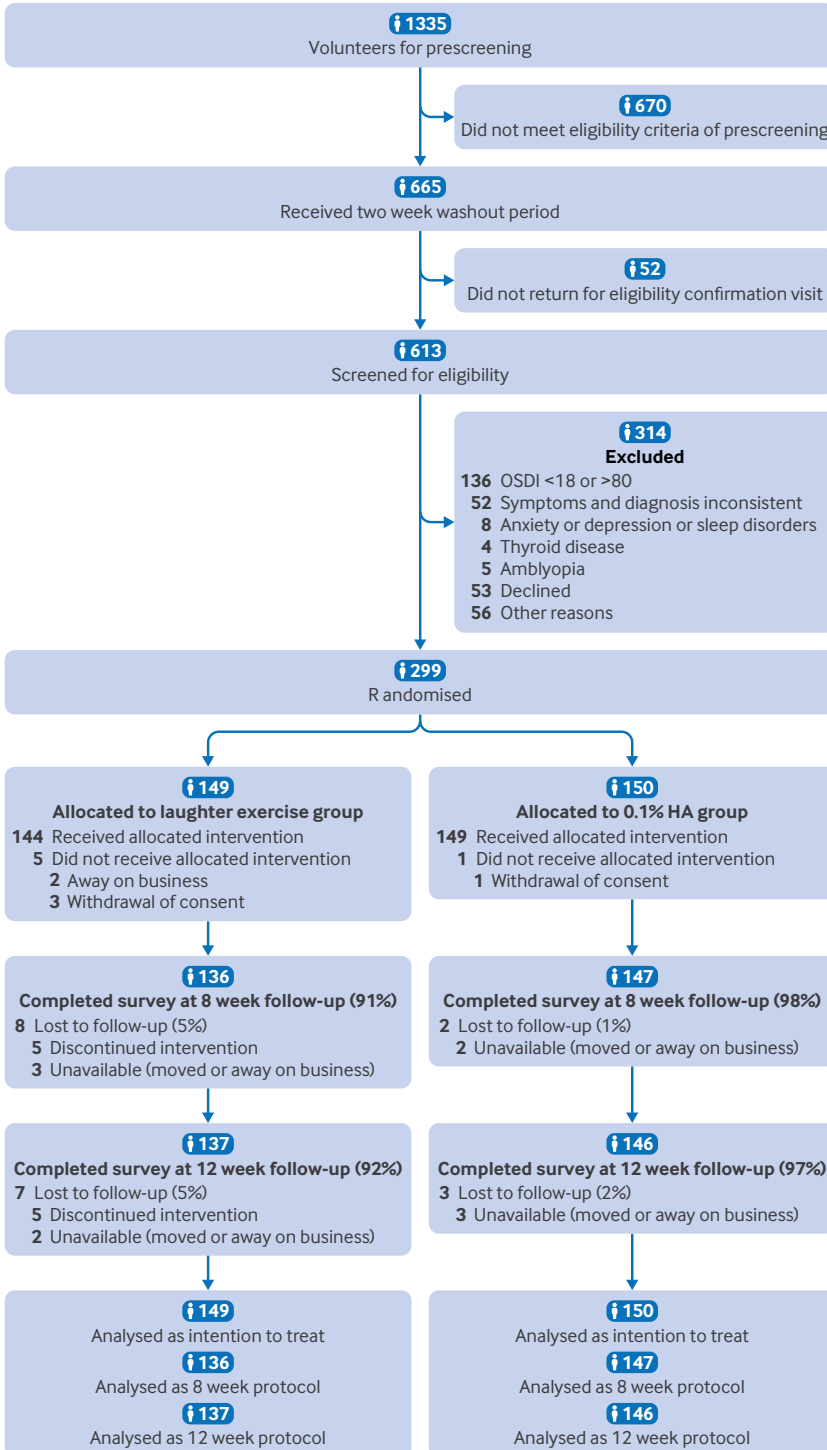 1335
Volunteers for prescreening
670
Did not meet eligibility criteria of prescreening
665
Received two week washout period
52
Did not return for eligibility confirmation visit
613
Screened for eligibility
314
Excluded
136 OSDI <18 or >80
52 Symptoms and diagnosis inconsistent
8 Anxiety or depression or sleep disorders
4 Thyroid disease
5 Amblyopia
53 Declined
56 Other reasons
299
R andomised
149
Allocated to laughter exercise group
144 Received allocated intervention
5 Did not receive allocated intervention
2 Away on business
3 Withdrawal of consent
150
Allocated to 0.1% HA group
149 Received allocated intervention
1 Did not receive allocated intervention
1 Withdrawal of consent
136
Completed survey at 8 week follow-up (91%)
8 Lost to follow-up (5%)
5 Discontinued intervention
3 Unavailable (moved or away on business)
147
Completed survey at 8 week follow-up (98%)
2 Lost to follow-up (1%)
2 Unavailable (moved or away on business)
137
Completed survey at 12 week follow-up (92%)
7 Lost to follow-up (5%)
5 Discontinued intervention
2 Unavailable (moved or away on business)
146
Completed survey at 12 week follow-up (97%)
3 Lost to follow-up (2%)
3 Unavailable (moved or away on business)
149
Analysed as intention to treat
136
Analysed as 8 week protocol
137
Analysed as 12 week protocol
150
Analysed as intention to treat
147
Analysed as 8 week protocol
146
Analysed as 12 week protocol